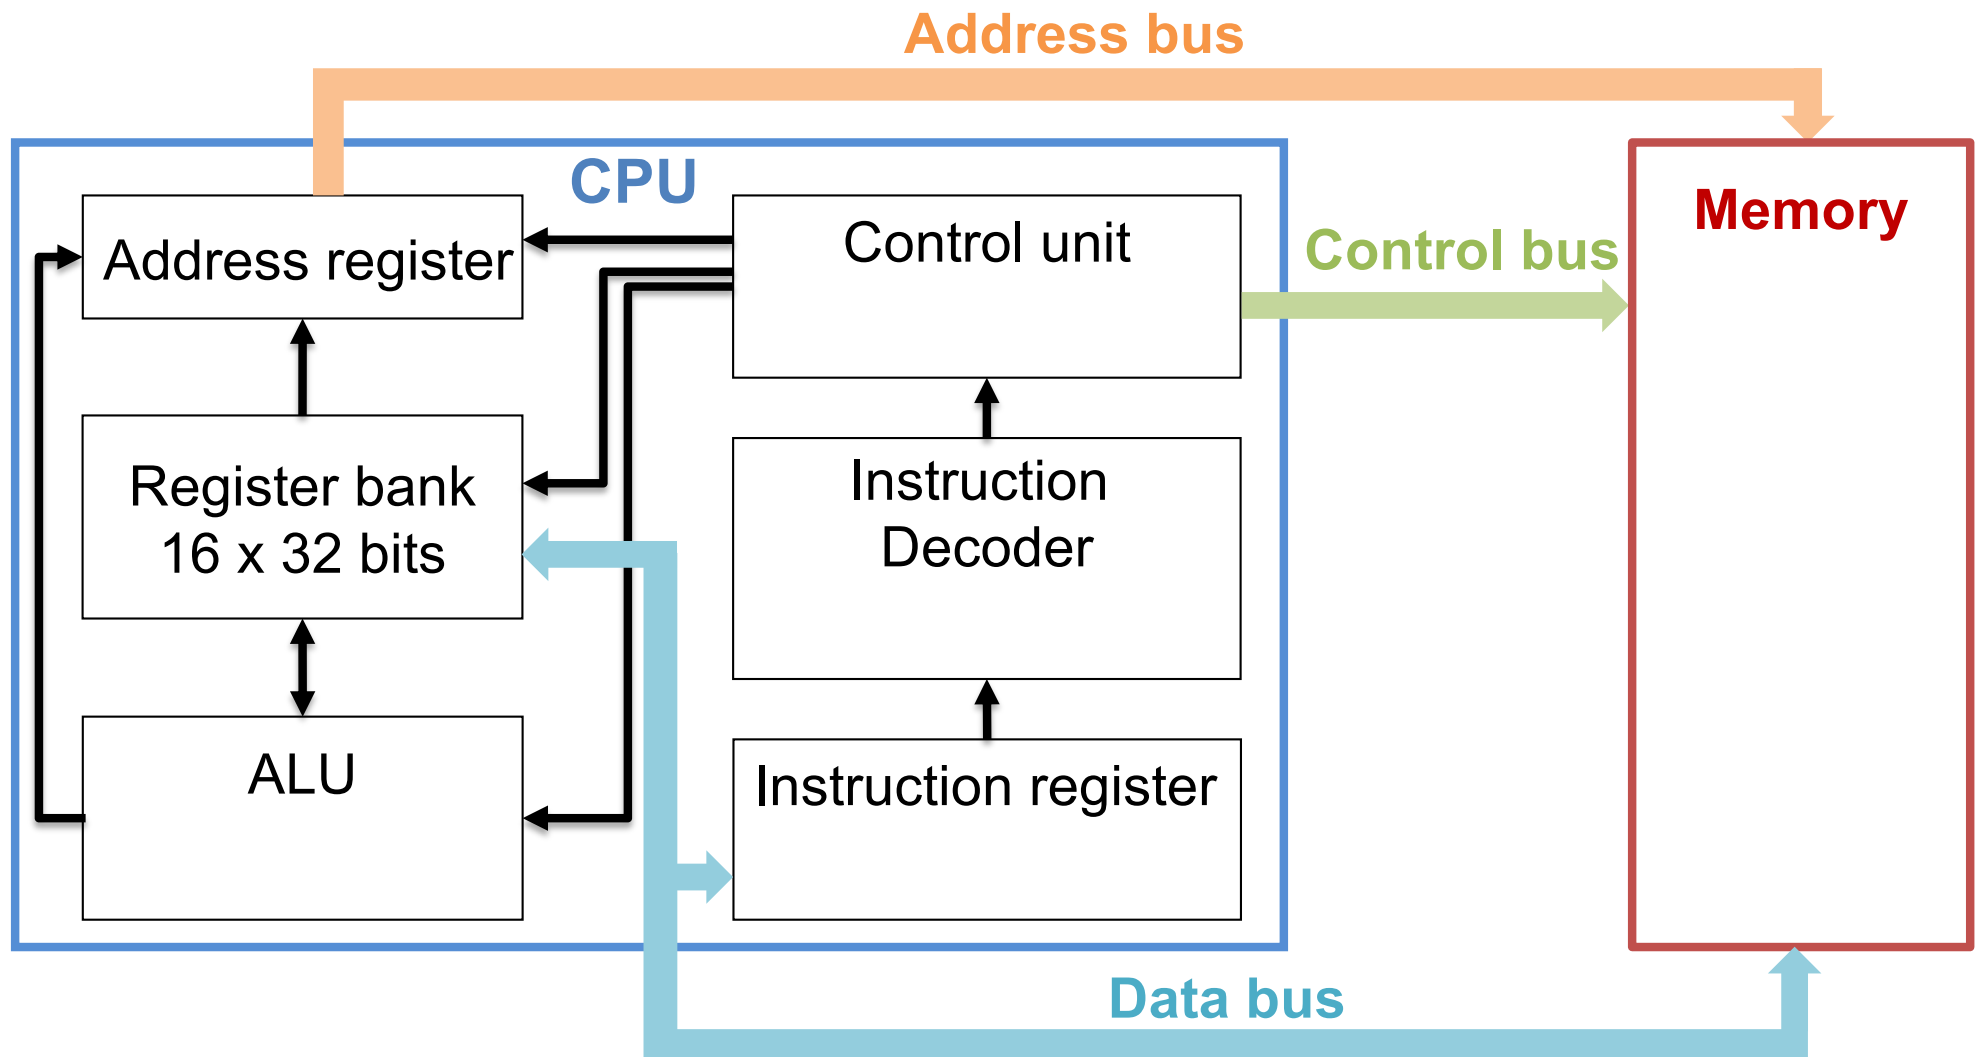 Address bus
CPU
Address register
Control unit
Control bus
Memory
Register bank
16 x 32 bits
Instruction
Decoder
ALU
Instruction register
Data bus